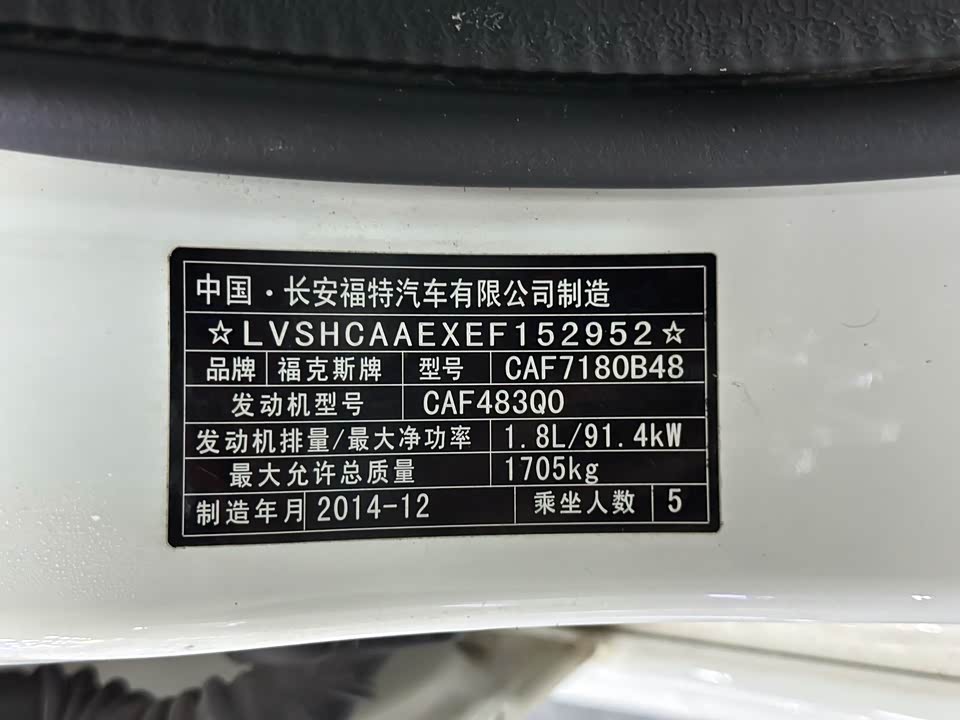 中国·长安福特汽车有限公司制造
☆LVSHCAAEXEF152952☆
品牌 福克斯牌 型号 CAF7180B48
发动机型号 CAF483Q0
发动机排量/最大净功率 1.8L/91.4kW
最大允许总质量 1705kg
制造年月 2014-12 乘坐人数 5